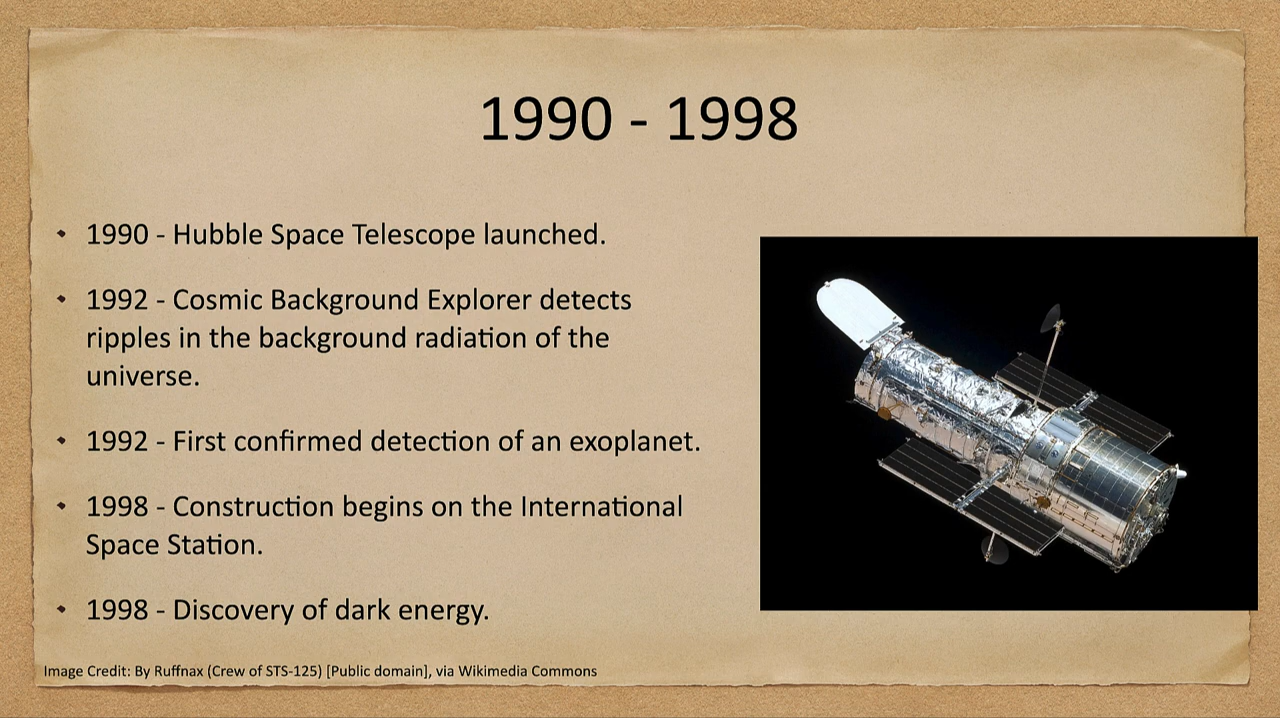 1990 - 1998
• 1990 - Hubble Space Telescope launched.
• 1992 - Cosmic Background Explorer detects
ripples in the background radiation of the
universe.
• 1992 - First confirmed detection of an exoplanet.
• 1998 - Construction begins on the International
Space Station.
• 1998 - Discovery of dark energy.
Image Credit: By Ruffnax (Crew of STS-125) [Public domain], via Wikimedia Commons